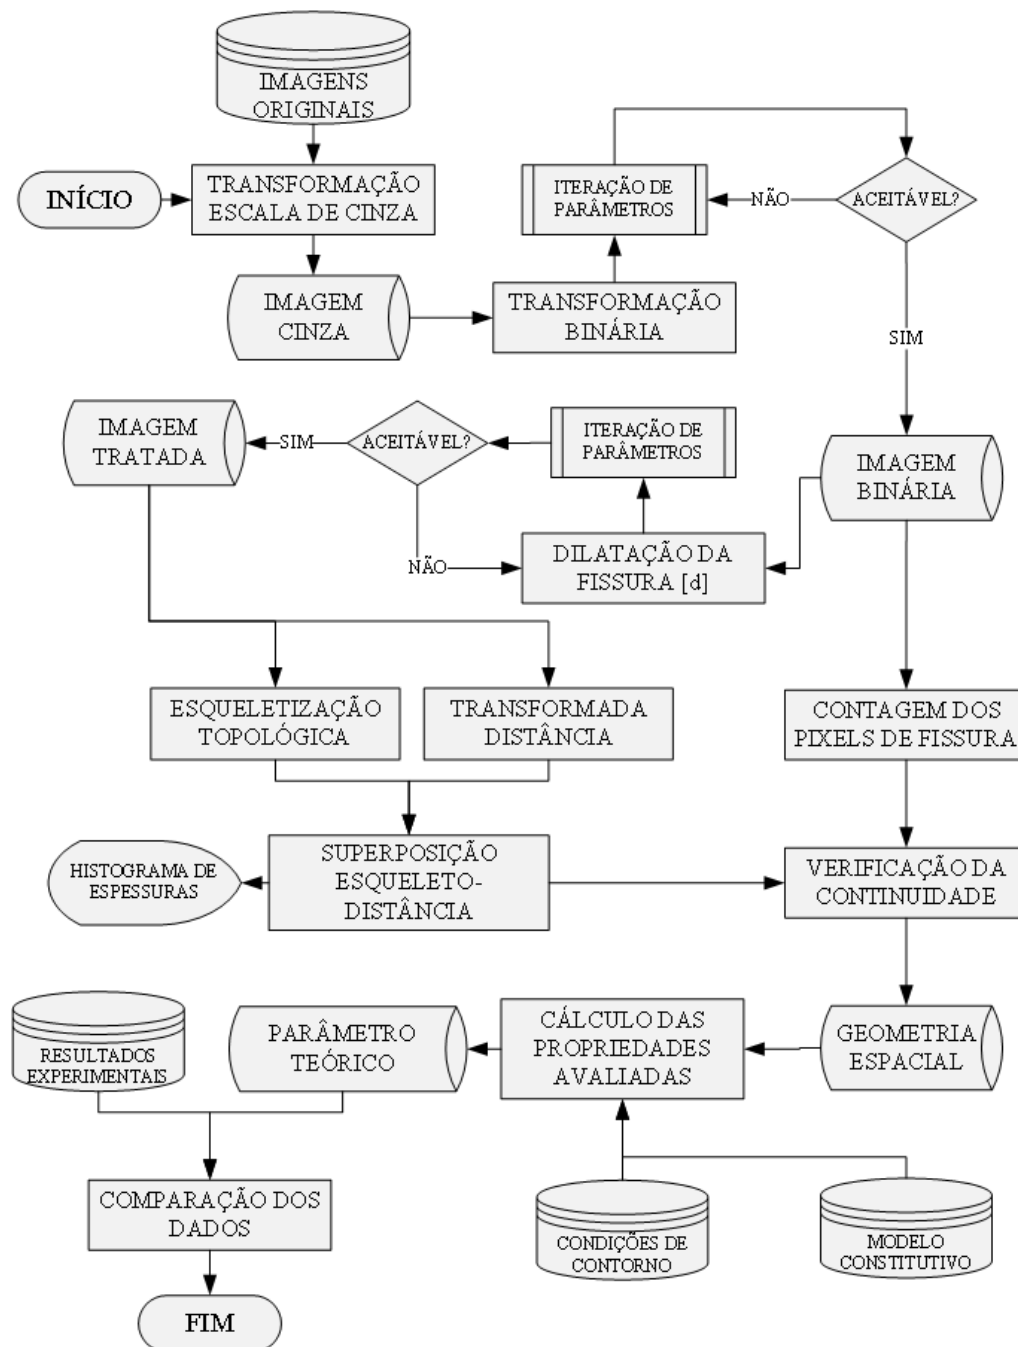 IMAGENS
ORIGINAIS
INÍCIO
TRANSFORMAÇÃO
ESCALA DE CINZA
ITERAÇÃO DE
PARÂMETROS
NÃO
ACEITÁVEL?
IMAGEM
CINZA
TRANSFORMAÇÃO
BINÁRIA
SIM
IMAGEM
TRATADA
SIM
ACEITÁVEL?
ITERAÇÃO DE
PARÂMETROS
IMAGEM
BINÁRIA
NÃO
DILATAÇÃO DA
FISSURA [d]
ESQUELETIZAÇÃO
TOPOLÓGICA
TRANSFORMADA
DISTÂNCIA
CONTAGEM DOS
PIXELS DE FISSURA
HISTOGRAMA DE
ESPESSURAS
SUPERPOSIÇÃO
ESQUELETO-
DISTÂNCIA
VERIFICAÇÃO DA
CONTINUIDADE
RESULTADOS
EXPERIMENTAIS
PARÂMETRO
TEÓRICO
CÁLCULO DAS
PROPRIEDADES
AVALIADAS
GEOMETRIA
ESPACIAL
COMPARAÇÃO DOS
DADOS
CONDIÇÕES DE
CONTORNO
MODELO
CONSTITUTIVO
FIM